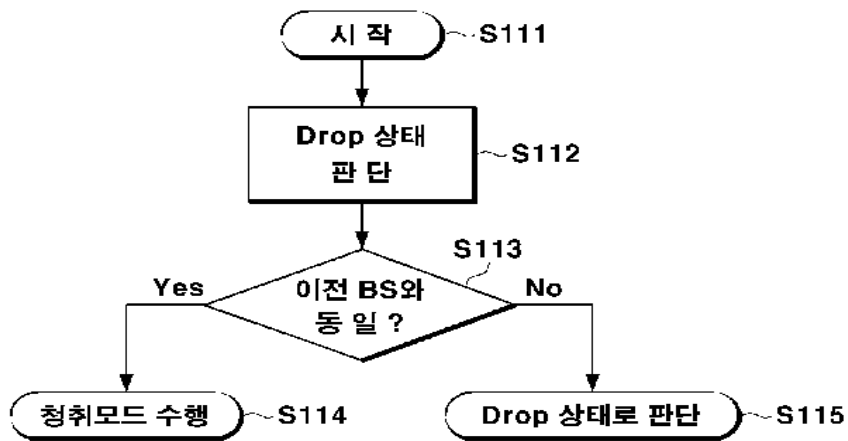 시 작
S111
Drop 상태
판 단
S112
S113
Yes
이전 BS와
동 일 ?
No
청취모드 수행
S114
Drop 상태로 판단
S115